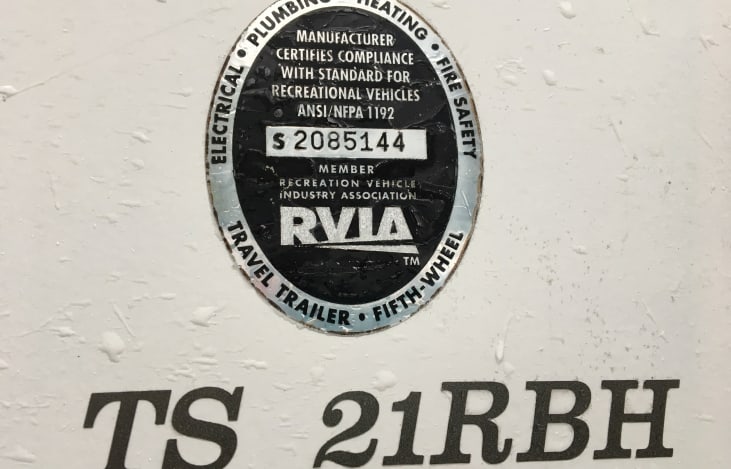 ELECTRICAL • PLUMBING • HEATING • FIRE SAFETY
MANUFACTURER
CERTIFIES COMPLIANCE
WITH STANDARD FOR
RECREATIONAL VEHICLES
ANSI/NFPA 1192
S 2085144
MEMBER
RECREATION VEHICLE
INDUSTRY ASSOCIATION
RVIA
TM
TRAVEL TRAILER • FIFTH-WHEEL
TS 21RBH